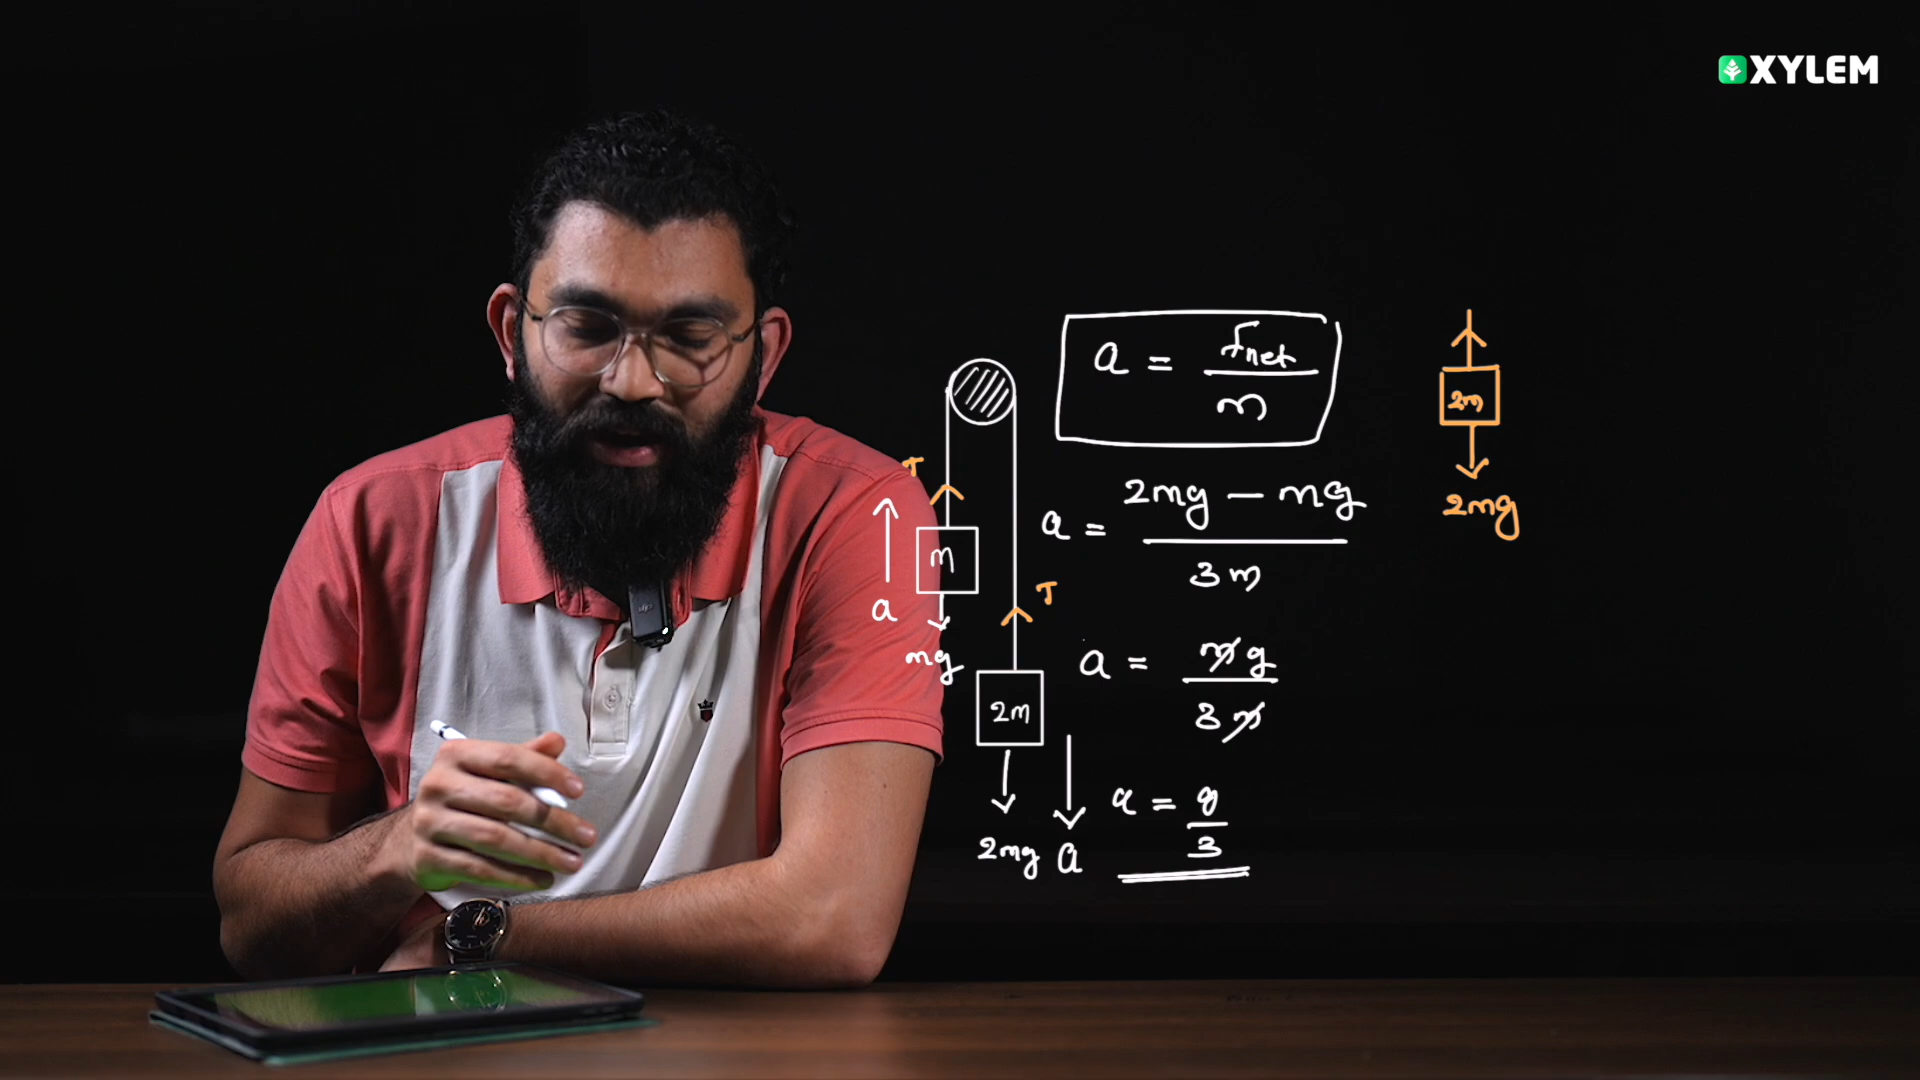 XYLEM
a = Fnet / m
2m
2mg
T
a = 2mg - mg / 3m
m
a
T
mg
a = mg / 3m
2m
a = g / 3
2mg
a